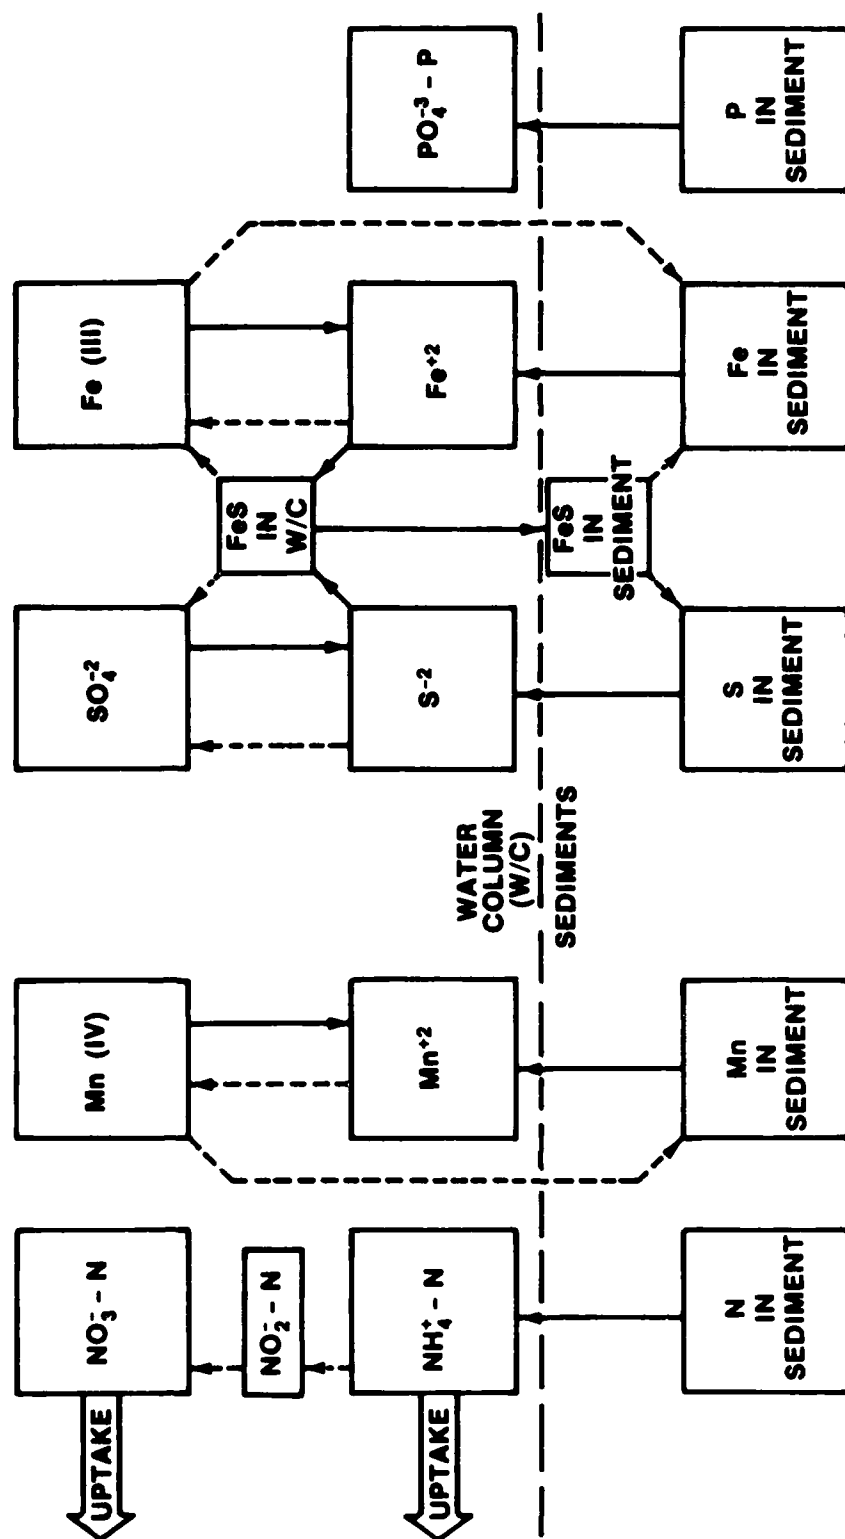 UPTAKE
NO₃⁻ - N
Mn (IV)
SO₄⁻²
Fe (III)
NO₂⁻ - N
FeS
IN
W/C
UPTAKE
NH₄⁺ - N
Mn⁺²
S⁻²
Fe⁺²
PO₄⁻³ - P
WATER
COLUMN
(W/C)
SEDIMENTS
FeS
IN
SEDIMENT
N
IN
SEDIMENT
Mn
IN
SEDIMENT
S
IN
SEDIMENT
Fe
IN
SEDIMENT
P
IN
SEDIMENT